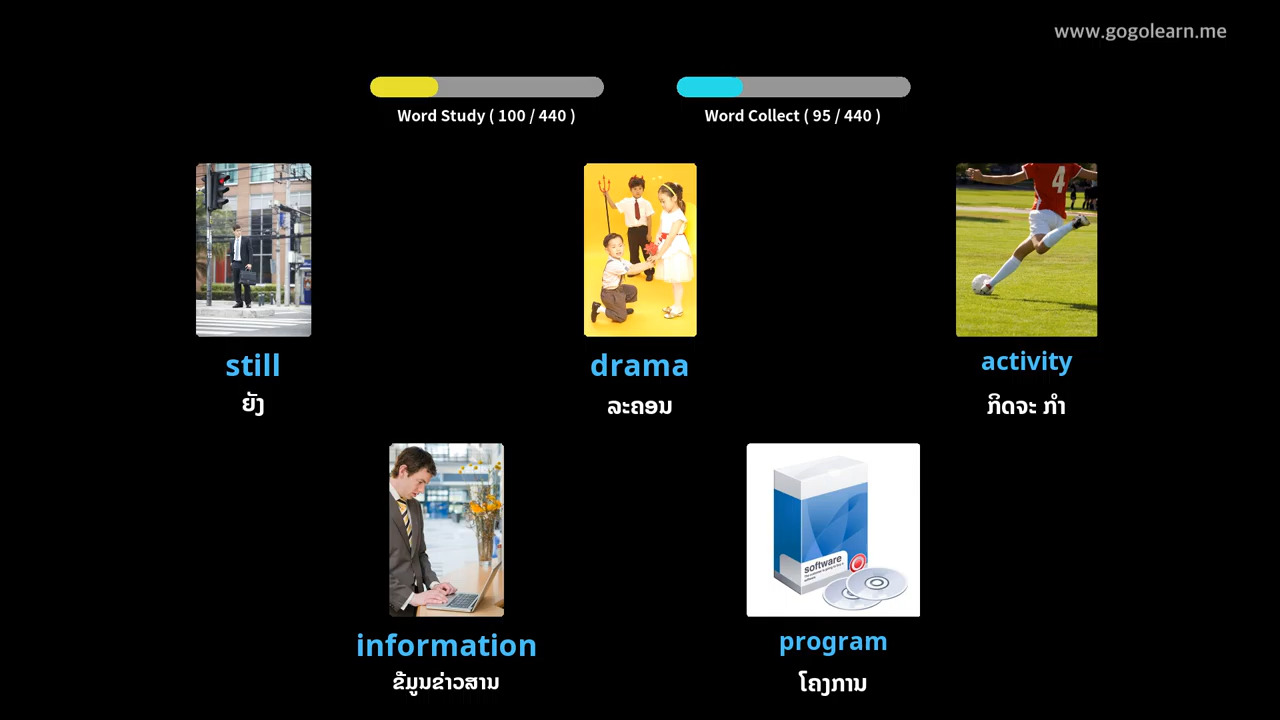 www.gogolearn.me
Word Study ( 100 / 440 )
Word Collect ( 95 / 440 )
4
still
drama
activity
ຍັງ
ລະຄອນ
ກິດຈະ ກຳ
software
information
program
ຂໍ້ມູນຂ່າວສານ
ໂຄງການ